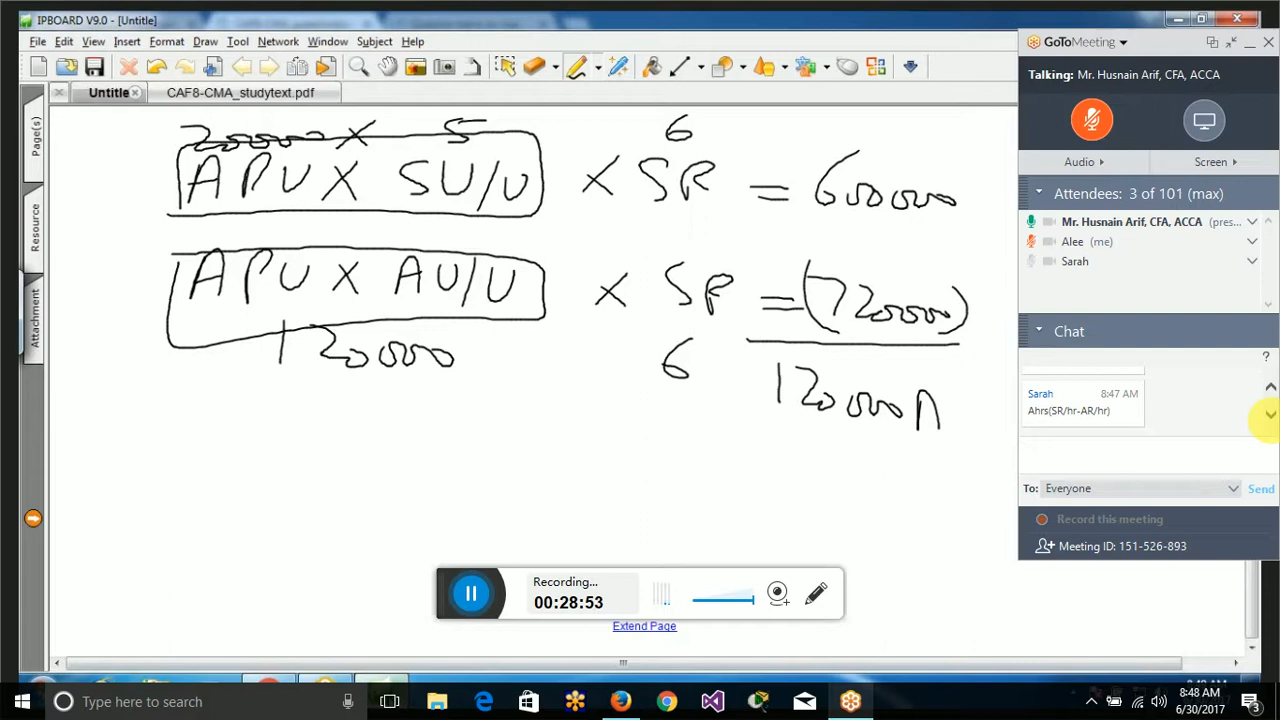 IPBOARD V9.0 - [Untitle]
File Edit View Insert Format Draw Tool Network Window Subject Help
Untitle CAF8-CMA_studytext.pdf
Page(s)
Resource
Attachment
20000 × 5 6
APU × SU/U × SR = 600000
APU × AU/U × SR = (720000)
120000 6
120000 A
GoToMeeting
Talking: Mr. Husnain Arif, CFA, ACCA
Audio Screen
Attendees: 3 of 101 (max)
Mr. Husnain Arif, CFA, ACCA (pres...
Alee (me)
Sarah
Chat
?
Sarah 8:47 AM
Ahrs(SR/hr-AR/hr)
To: Everyone Send
Record this meeting
Meeting ID: 151-526-893
Recording...
00:28:53
Extend Page
Type here to search
8:48 AM
6/30/2017
3